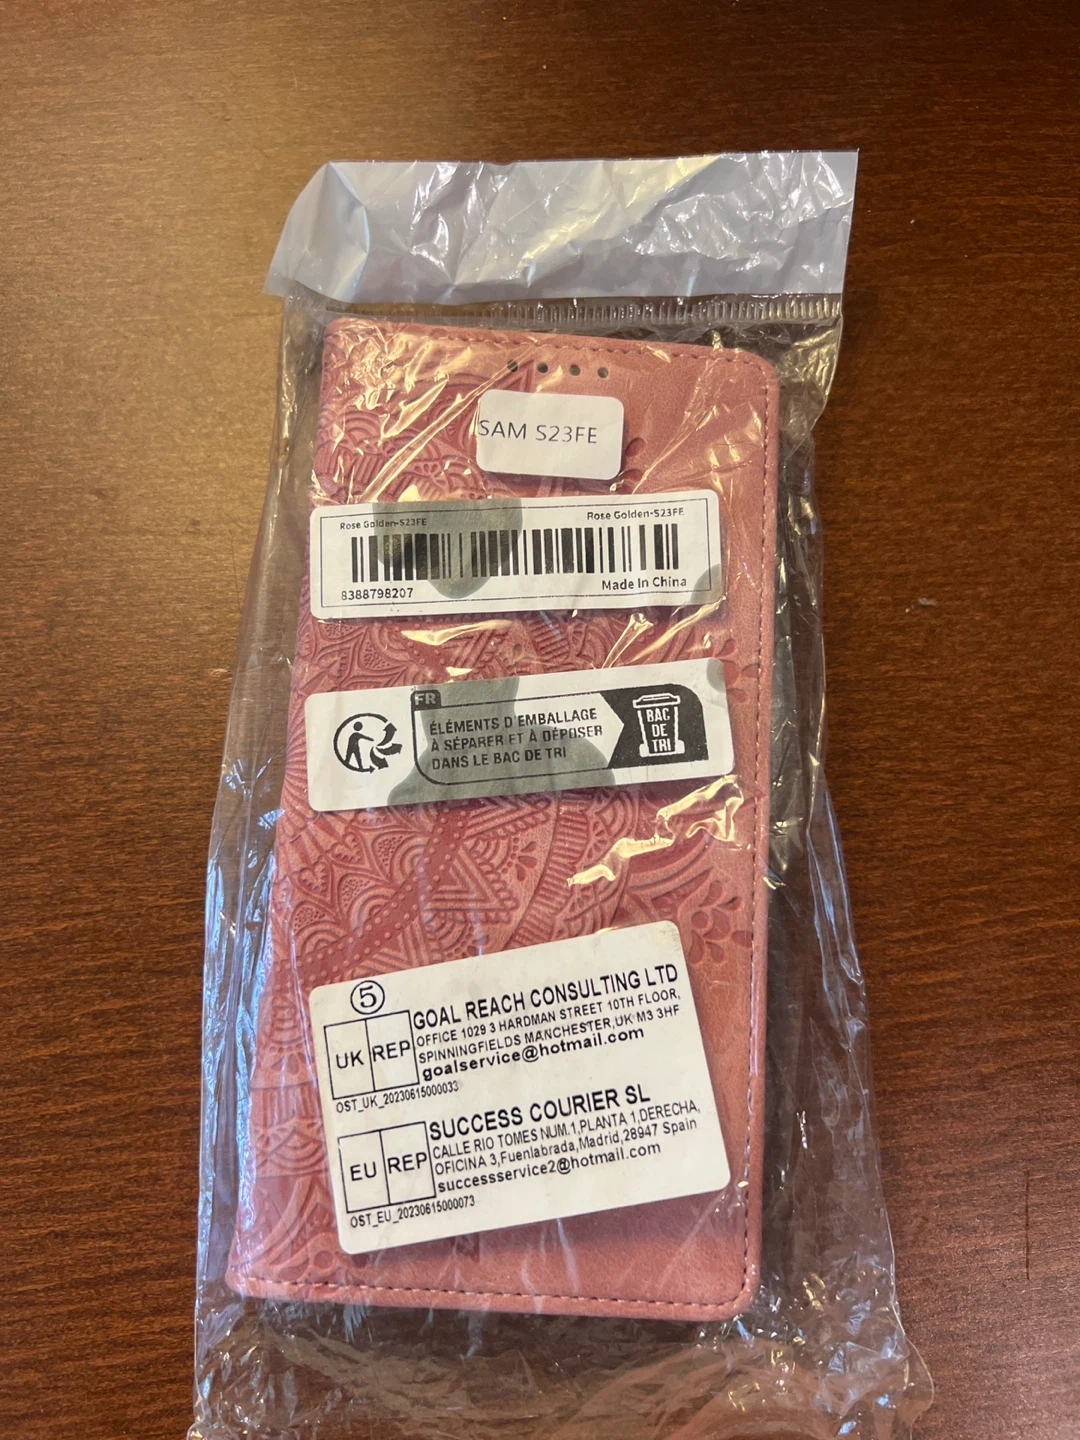 SAM S23FE
Rose Golden-S23FE
Rose Golden-S23FE
8388798207
Made In China
FR
ÉLÉMENTS D'EMBALLAGE
À SÉPARER ET À DÉPOSER
DANS LE BAC DE TRI
BAC
DE
TRI
5
UK REP
GOAL REACH CONSULTING LTD
OFFICE 1029 3 HARDMAN STREET 10TH FLOOR,
SPINNINGFIELDS MANCHESTER,UK M3 3HF
goalservice@hotmail.com
OST_UK_20230615000033
EU REP
SUCCESS COURIER SL
CALLE RIO TOMES NUM.1,PLANTA 1,DERECHA,
OFICINA 3,Fuenlabrada,Madrid,28947 Spain
successservice2@hotmail.com
OST_EU_20230615000073